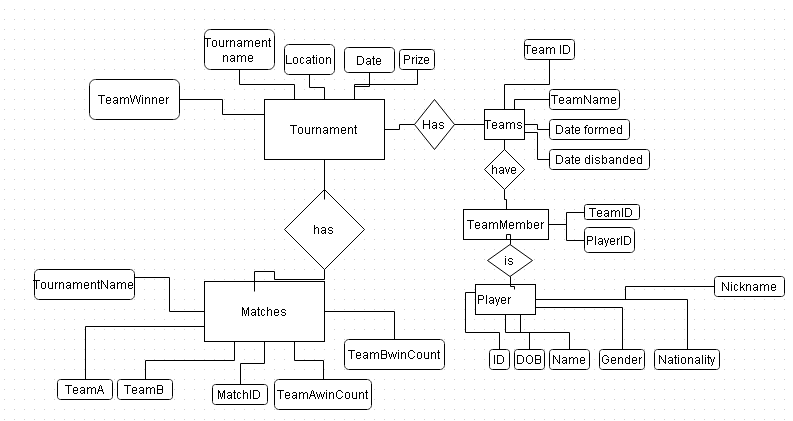 Tournament
name
Location
Date
Prize
Team ID
TeamWinner
TeamName
Tournament
Has
Teams
Date formed
Date disbanded
have
TeamMember
TeamID
PlayerID
has
is
TournamentName
Matches
Player
Nickname
TeamBwinCount
ID
DOB
Name
Gender
Nationality
TeamA
TeamB
MatchID
TeamAwinCount